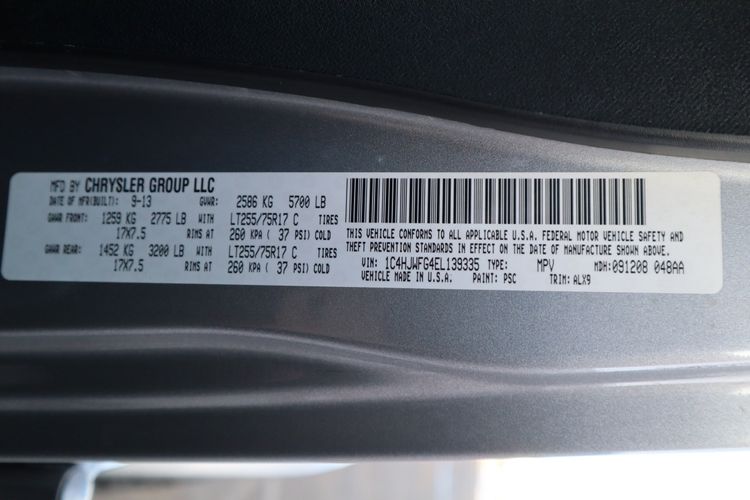 MFD BY CHRYSLER GROUP LLC
DATE OF MFR(BUILT): 9-13 GVWR: 2586 KG 5700 LB
GAWR FRONT: 1259 KG 2775 LB WITH LT255/75R17 C TIRES
17X7.5 RIMS AT 260 KPA ( 37 PSI) COLD
GAWR REAR: 1452 KG 3200 LB WITH LT255/75R17 C TIRES
17X7.5 RIMS AT 260 KPA ( 37 PSI) COLD
THIS VEHICLE CONFORMS TO ALL APPLICABLE U.S.A. FEDERAL MOTOR VEHICLE SAFETY AND
THEFT PREVENTION STANDARDS IN EFFECT ON THE DATE OF MANUFACTURE SHOWN ABOVE.
VIN: 1C4HJWFG4EL139335 TYPE: MPV MDH: 091208 048AA
VEHICLE MADE IN U.S.A. PAINT: PSC TRIM: ALX9